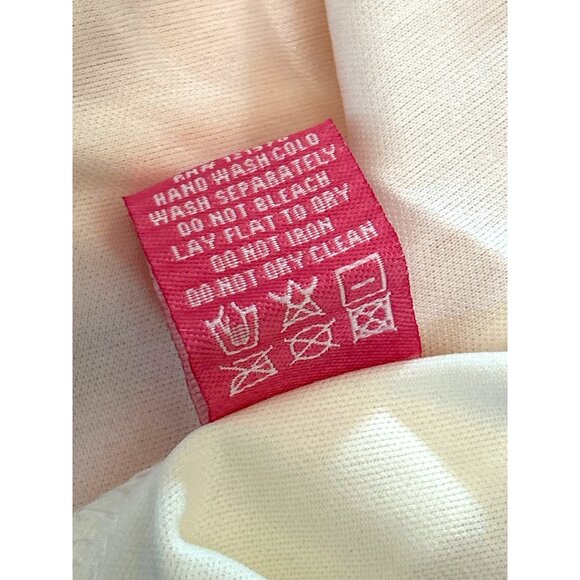 HAND WASH COLD
WASH SEPARATELY
DO NOT BLEACH
LAY FLAT TO DRY
DO NOT IRON
DO NOT DRY CLEAN